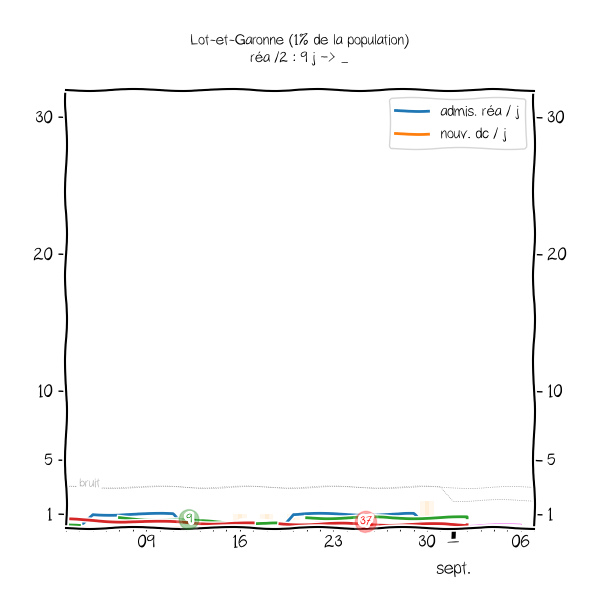 Lot-et-Garonne (1% de la population)
réa /2 : 9 j -> _
admis. réa / j
nouv. dc / j
30
30
20
20
10
10
5
5
bruit
1
1
9
37
09
16
23
30
06
sept.